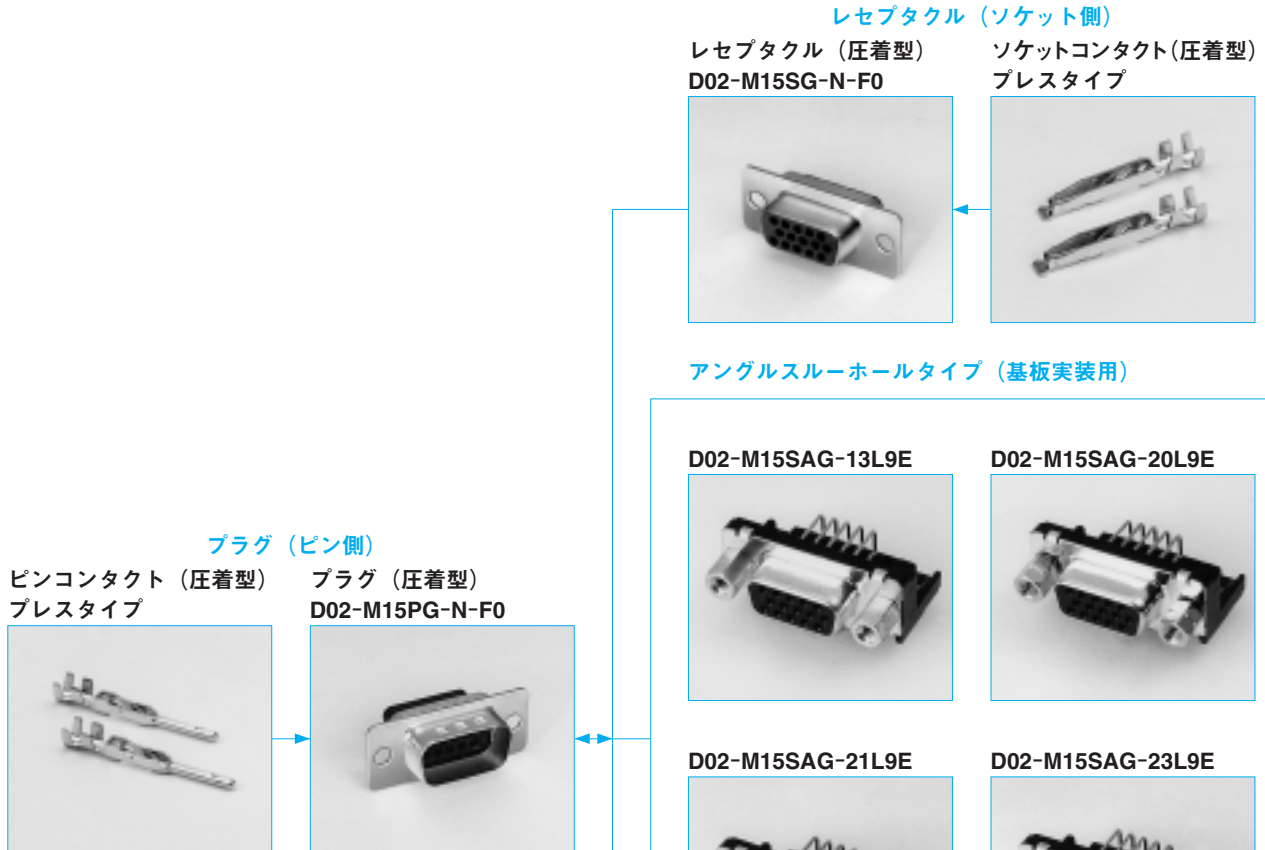 レセプタクル（ソケット側）
レセプタクル（圧着型）
D02-M15SG-N-F0
ソケットコンタクト（圧着型）
プレスタイプ
アングルスルーホールタイプ（基板実装用）
D02-M15SAG-13L9E
D02-M15SAG-20L9E
プラグ（ピン側）
ピンコンタクト（圧着型）
プレスタイプ
プラグ（圧着型）
D02-M15PG-N-F0
D02-M15SAG-21L9E
D02-M15SAG-23L9E